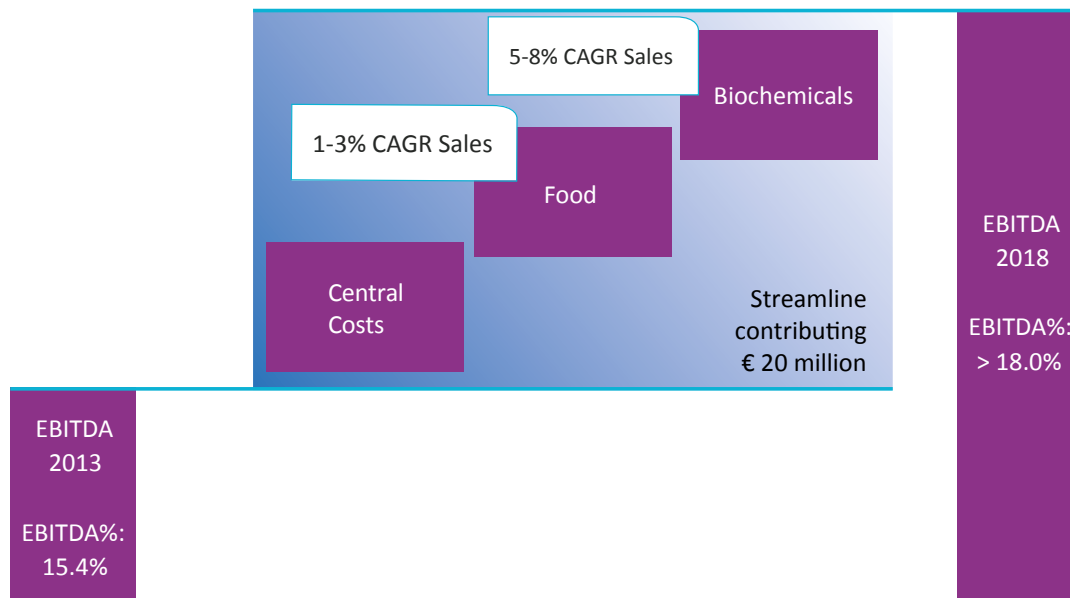 5-8% CAGR Sales
Biochemicals
1-3% CAGR Sales
Food
Central
Costs
Streamline
contributing
€ 20 million
EBITDA
2013
EBITDA%:
15.4%
EBITDA
2018
EBITDA%:
> 18.0%